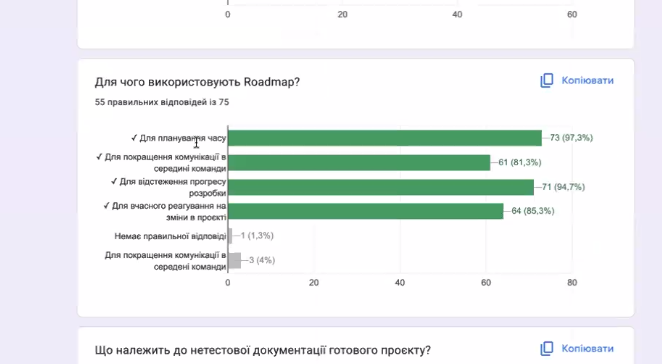 0 20 40 60
Для чого використовують Roadmap?
Копіювати
55 правильних відповідей із 75
✓ Для планування часу
73 (97,3%)
✓ Для покращення комунікації в
середині команди
61 (81,3%)
✓ Для відстеження прогресу
розробки
71 (94,7%)
✓ Для вчасного реагування на
зміни в проєкті
64 (85,3%)
Немає правильної відповіді
1 (1,3%)
Для покращення комунікації в
середені команди
3 (4%)
0 20 40 60 80
Що належить до нетестової документації готового проєкту?
Копіювати